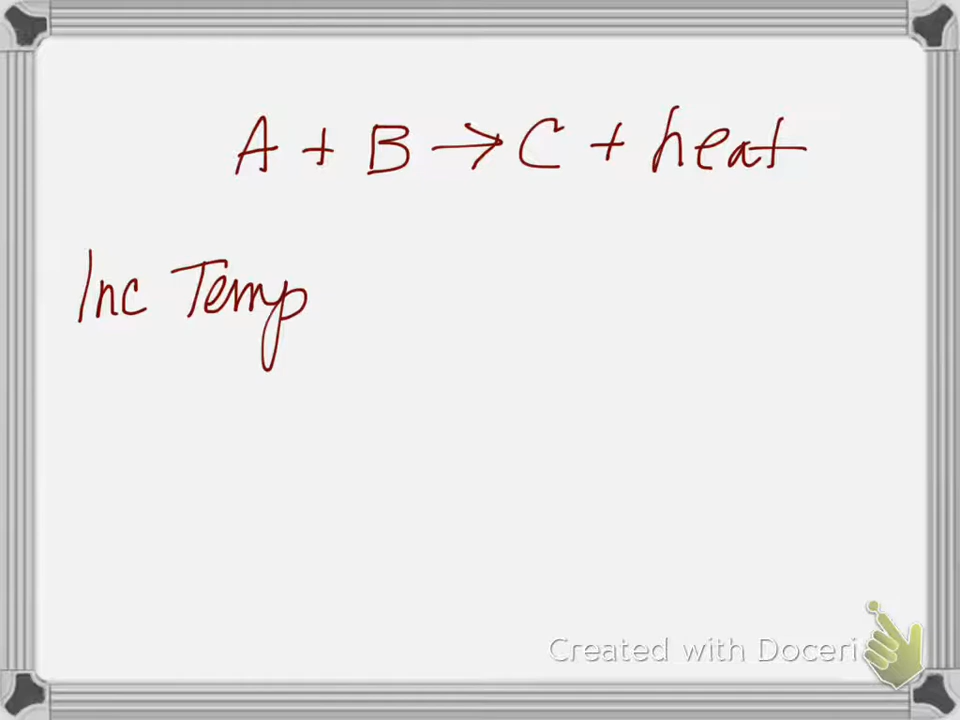 A + B → C + heat
Inc Temp
Created with Doceri